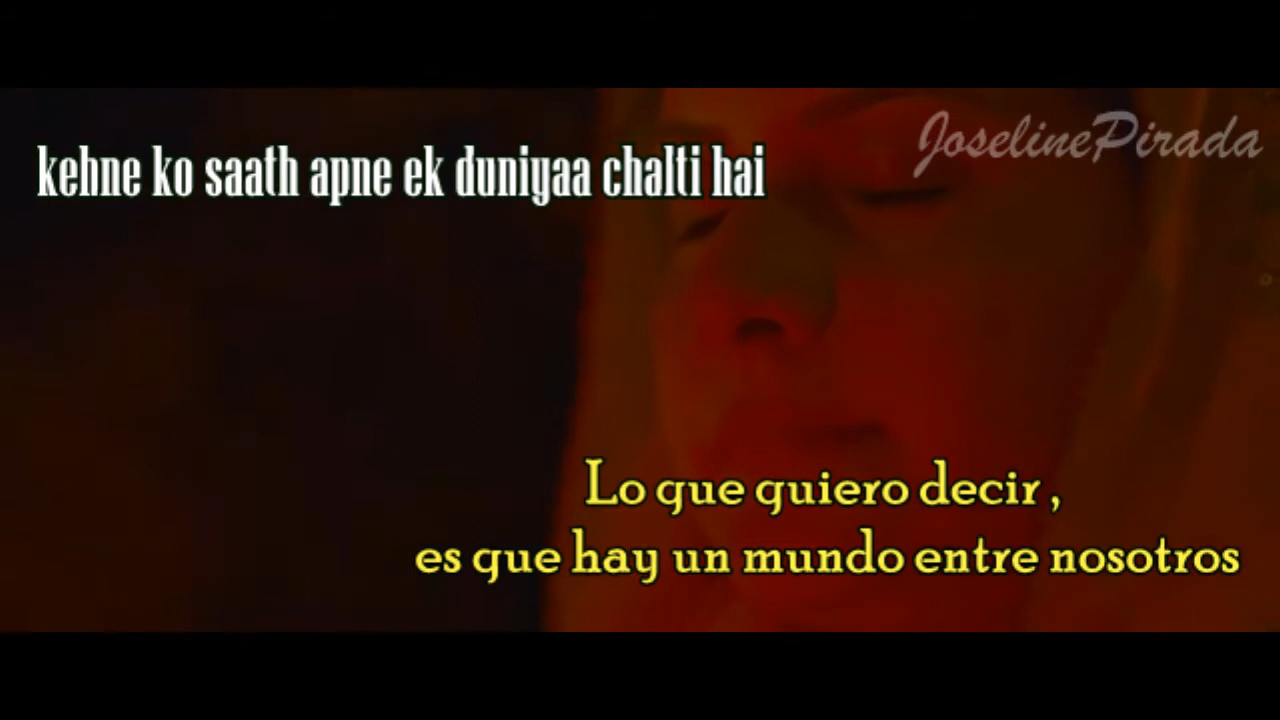 JoselinePirada
kehne ko saath apne ek duniyaa chalti hai
Lo que quiero decir ,
es que hay un mundo entre nosotros